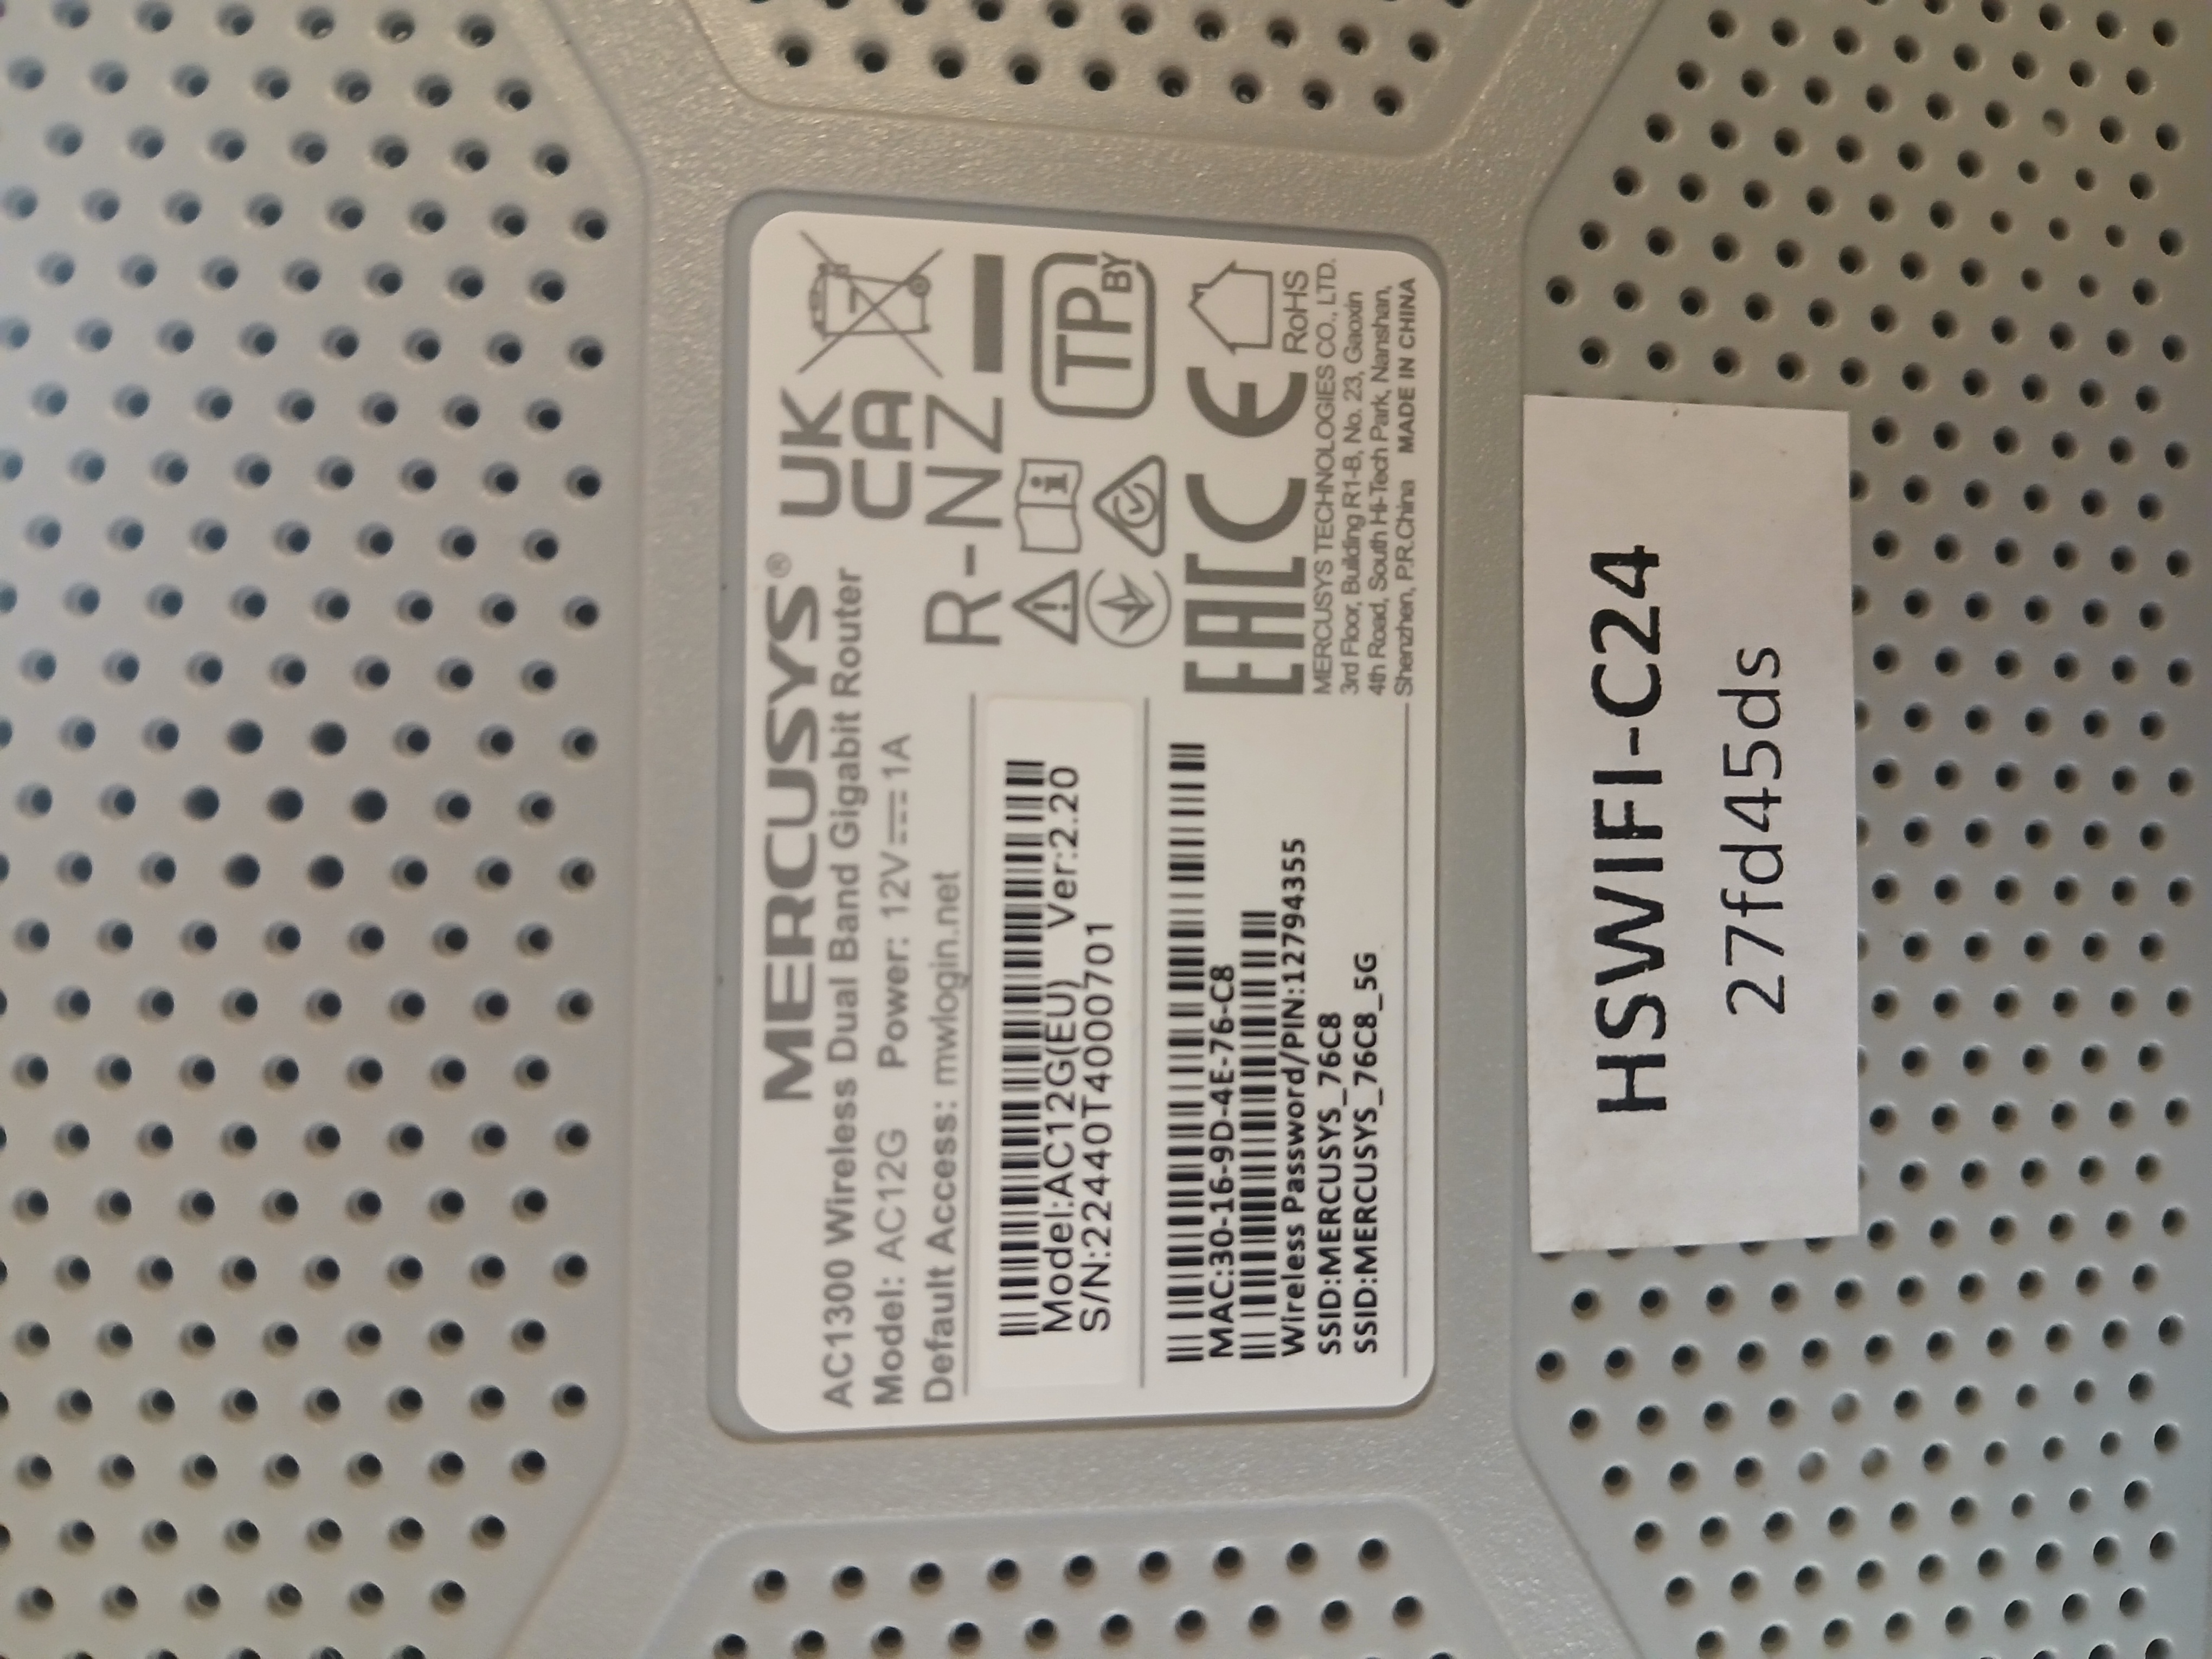 MERCUSYS®
AC1300 Wireless Dual Band Gigabit Router
Model: AC12G Power: 12V⎓1A
Default Access: mwlogin.net
UK
CA
R-NZ
Model:AC12G(EU) Ver:2.20
S/N:22440T4000701
TP
BY
MAC:30-16-9D-4E-76-C8
Wireless Password/PIN:12794355
SSID:MERCUSYS_76C8
SSID:MERCUSYS_76C8_5G
EAC CE RoHS
MERCUSYS TECHNOLOGIES CO., LTD.
3rd Floor, Building R1-B, No. 23, Gaoxin
4th Road, South Hi-Tech Park, Nanshan,
Shenzhen, P.R.China MADE IN CHINA
HSWIFI-C24
27fd45ds